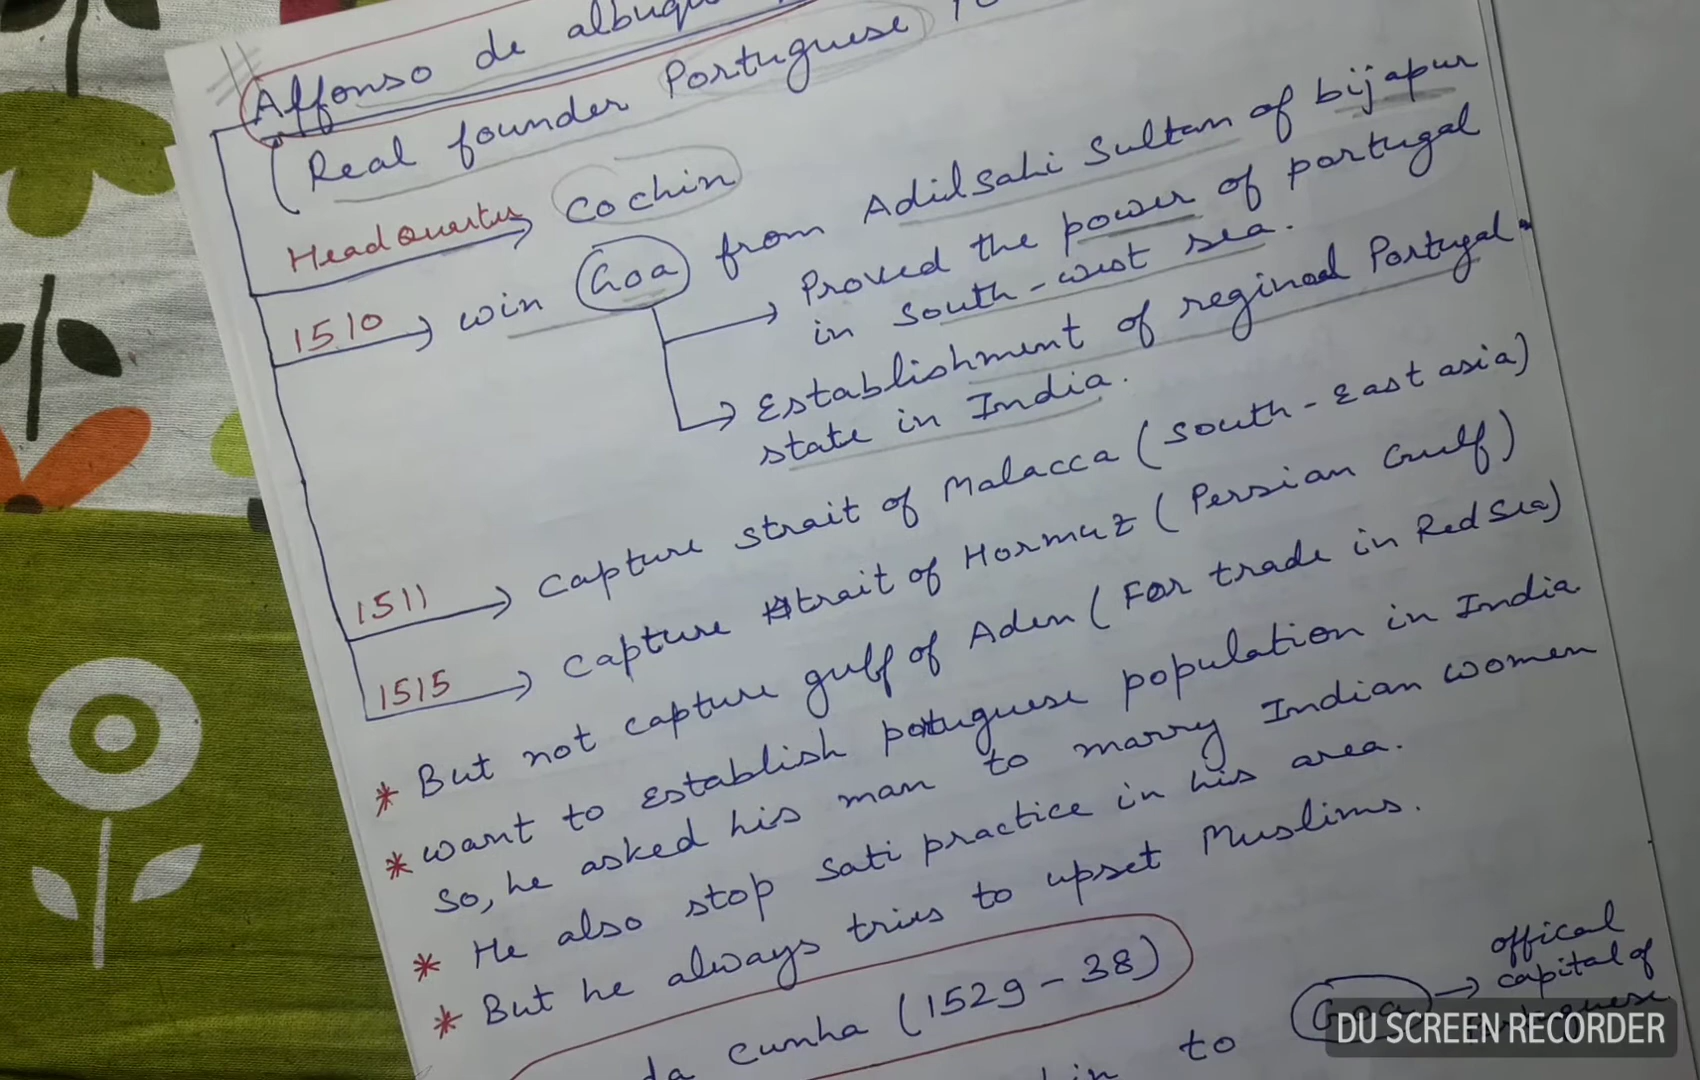 Affonso de albuqu
(Real founder Portuguese
Headquarters → Cochin
1510 → win Goa from Adilsahi Sultan of bijapur
→ Proved the power of portugal
in south-west sea.
→ Establishment of reginoal Portugal
state in India.
1511 → capture strait of Malacca (South-East asia)
1515 → capture strait of Hormuz (Persian Gulf)
* But not capture gulf of Aden (For trade in Red Sea)
* want to establish portuguese population in India
So, he asked his man to marry Indian women
* He also stop Sati practice in his area.
* But he always tries to upset Muslims.
da cunha (1529-38)
to Goa → offical
capital of
Portuguese
DU SCREEN RECORDER